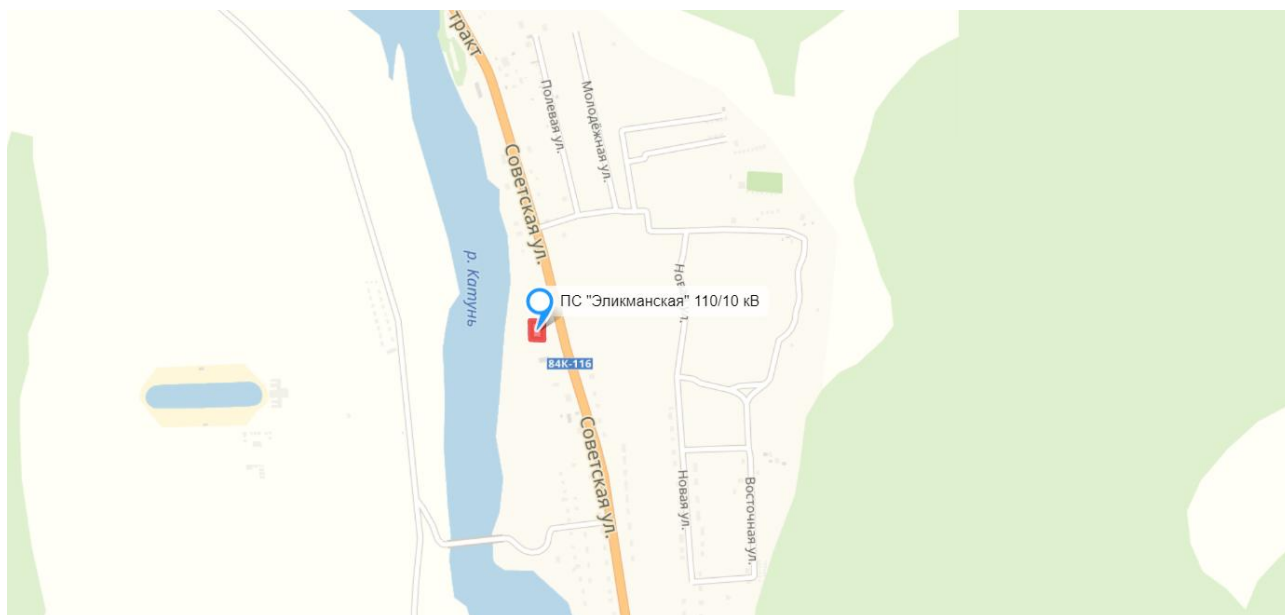 тракт
Полевая ул.
Молодёжная ул.
Советская ул.
р. Катунь
ПС "Эликманская" 110/10 кВ
84К-116
Советская ул.
Новая ул.
Восточная ул.